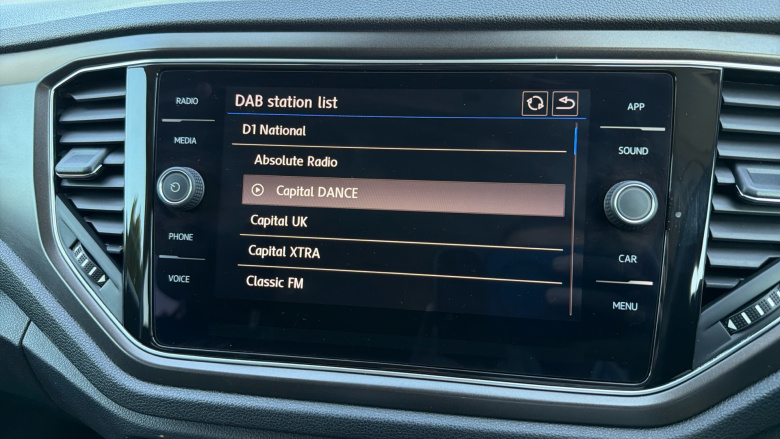 RADIO
MEDIA
PHONE
VOICE
DAB station list
D1 National
Absolute Radio
Capital DANCE
Capital UK
Capital XTRA
Classic FM
APP
SOUND
CAR
MENU